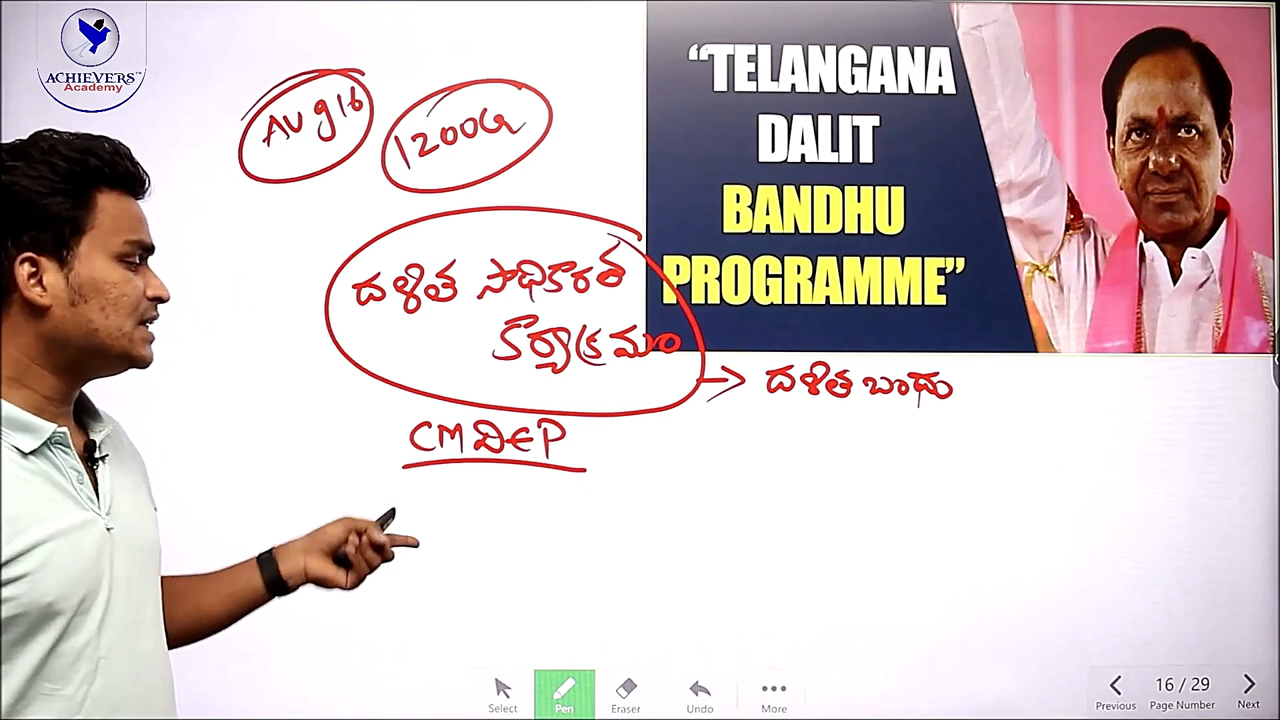 ACHIEVERS™
Academy
Aug 16
1200Cr
దళిత సాధికారత
కార్యక్రమం
→ దళిత బంధు
CMDEP
“TELANGANA
DALIT
BANDHU
PROGRAMME”
Select
Pen
Eraser
Undo
More
Previous
16 / 29
Page Number
Next